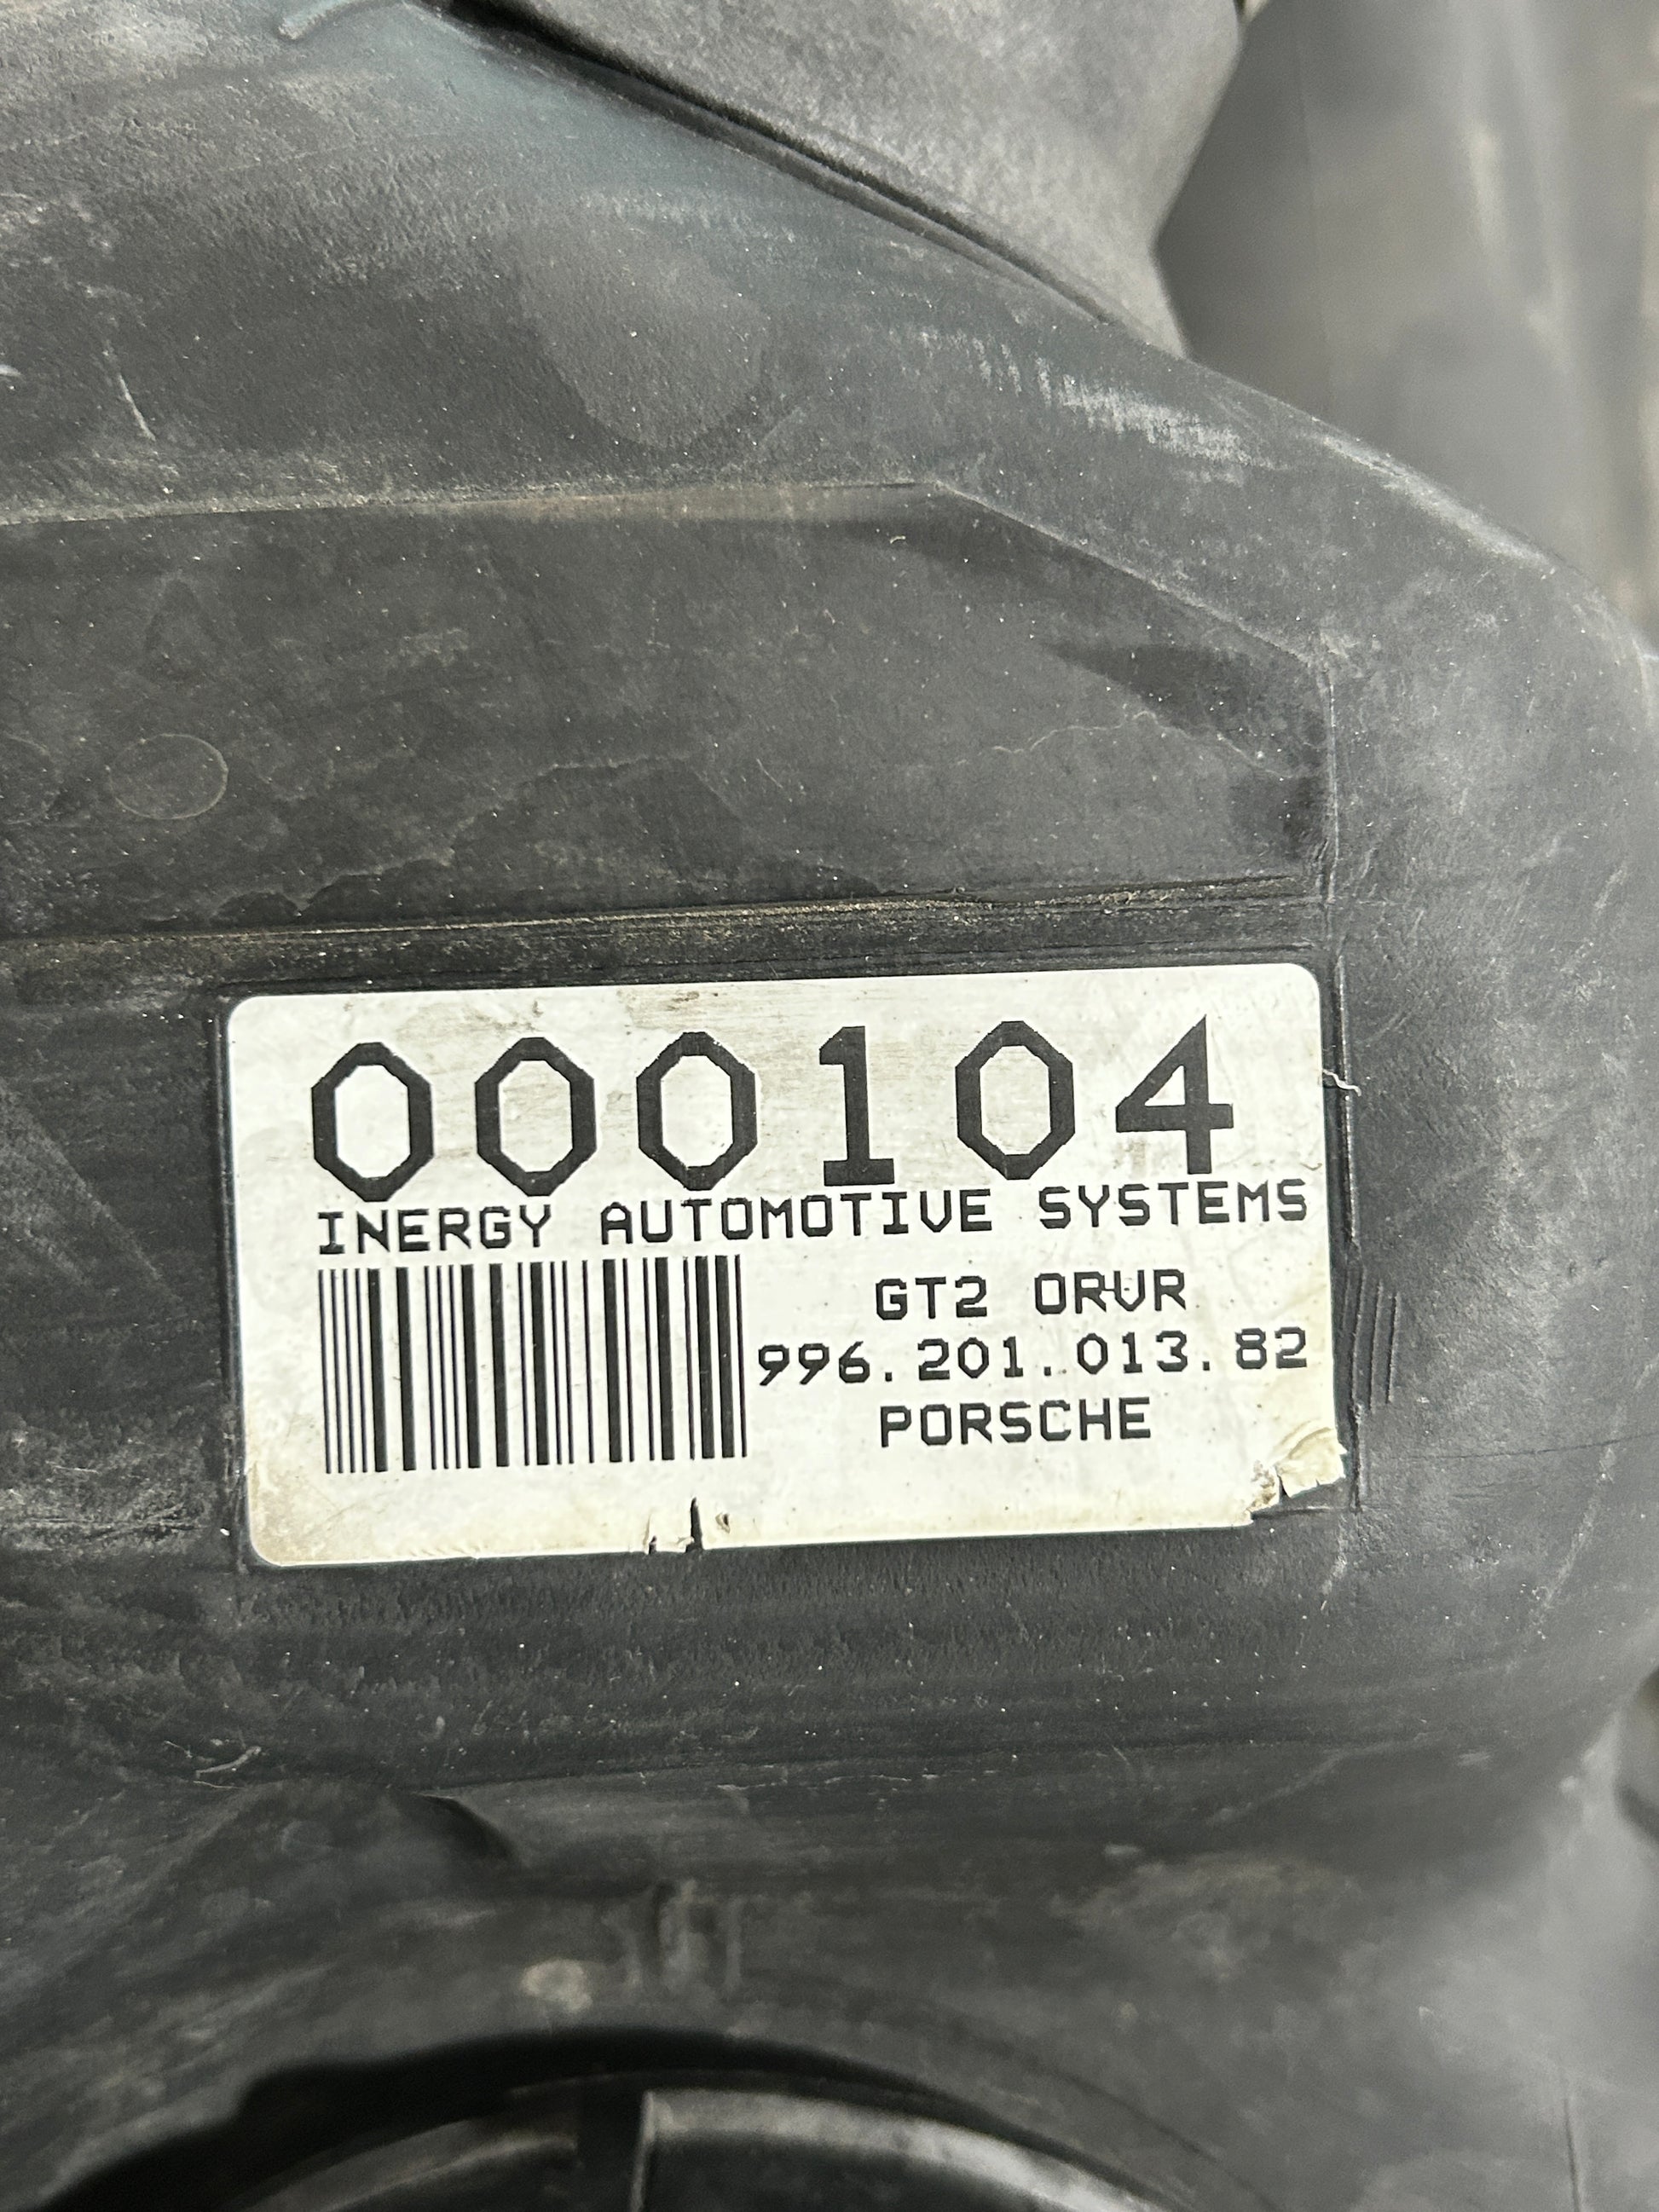 000104
INERGY AUTOMOTIVE SYSTEMS
GT2 ORVR
996.201.013.82
PORSCHE